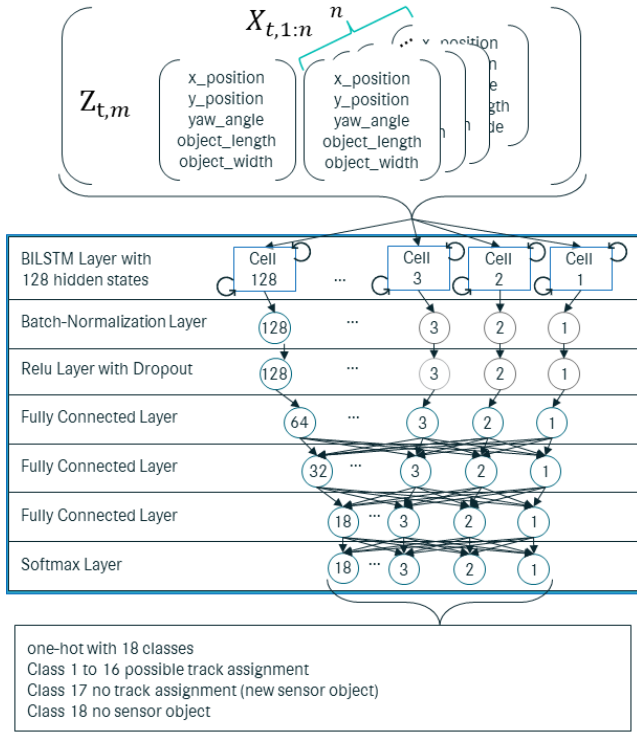 X_{t,1:n}
n
Z_{t,m}
x_position
y_position
yaw_angle
object_length
object_width
x_position
y_position
yaw_angle
object_length
object_width
... x_position
BILSTM Layer with
128 hidden states
Cell
128
...
Cell
3
Cell
2
Cell
1
Batch-Normalization Layer
128 ... 3 2 1
Relu Layer with Dropout
128 ... 3 2 1
Fully Connected Layer
64 ... 3 2 1
Fully Connected Layer
32 ... 3 2 1
Fully Connected Layer
18 ... 3 2 1
Softmax Layer
18 ... 3 2 1
one-hot with 18 classes
Class 1 to 16 possible track assignment
Class 17 no track assignment (new sensor object)
Class 18 no sensor object